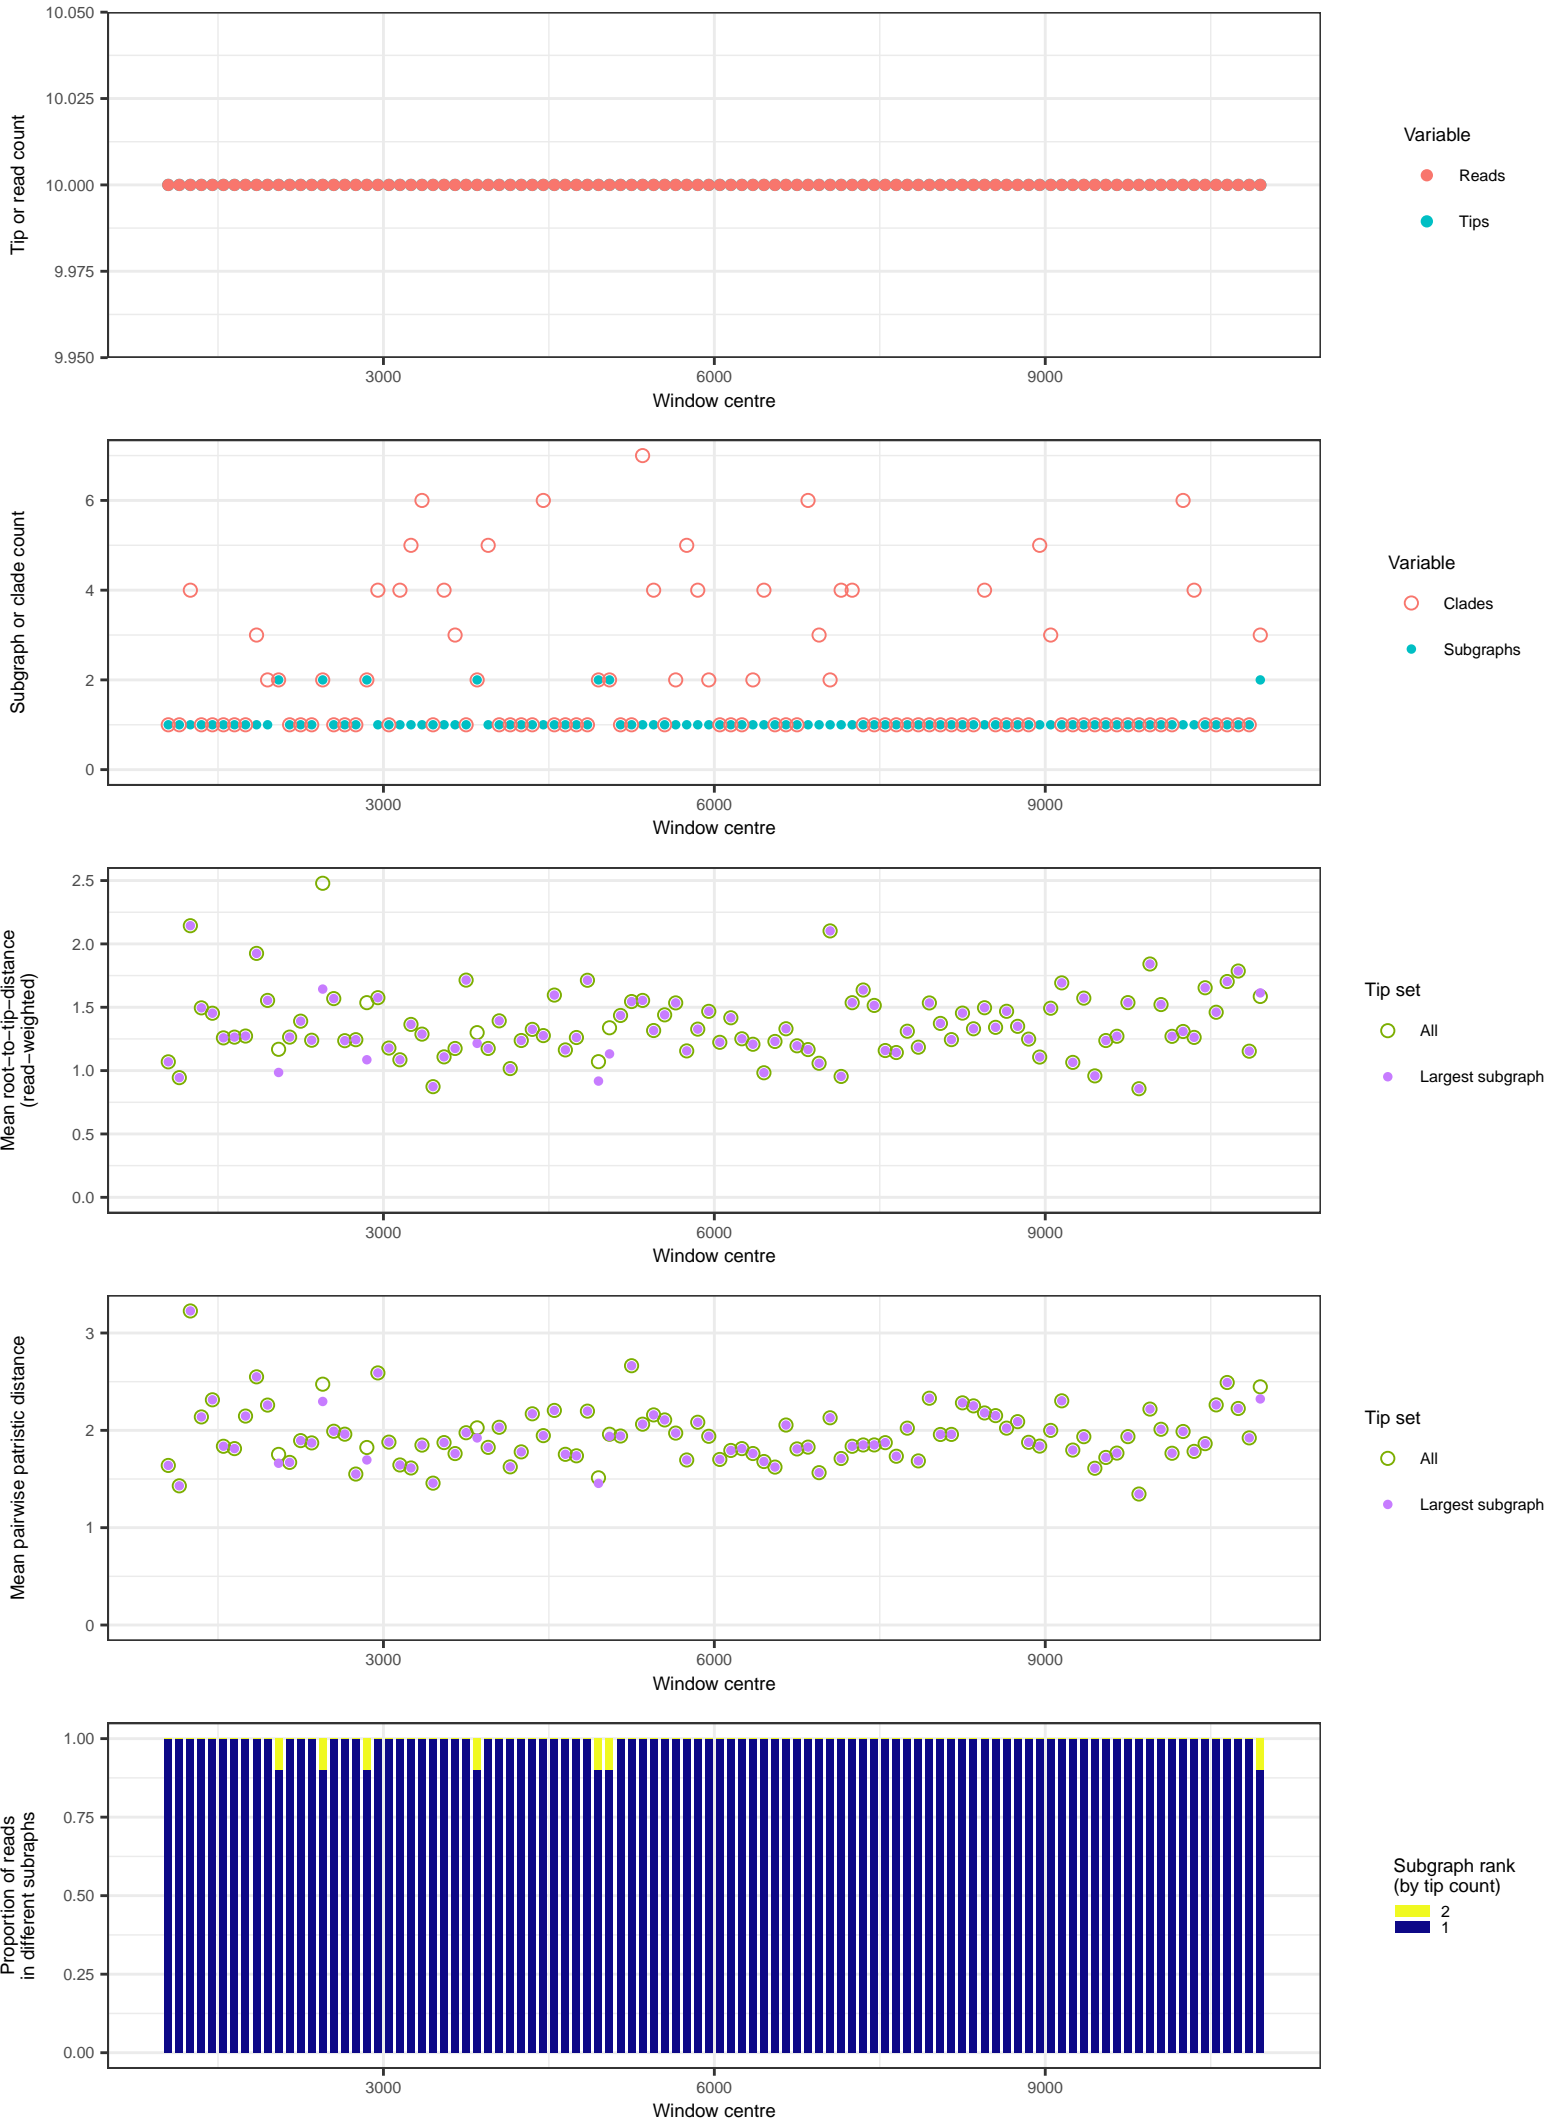 10.050
10.025
10.000
9.975
9.950
Tip or read count
3000 6000 9000
Window centre
Variable
Reads
Tips
6
4
2
0
Subgraph or clade count
3000 6000 9000
Window centre
Variable
Clades
Subgraphs
2.5
2.0
1.5
1.0
0.5
0.0
Mean root−to−tip−distance
(read−weighted)
3000 6000 9000
Window centre
Tip set
All
Largest subgraph
3
2
1
0
Mean pairwise patristic distance
3000 6000 9000
Window centre
Tip set
All
Largest subgraph
1.00
0.75
0.50
0.25
0.00
Proportion of reads
in different subraphs
3000 6000 9000
Window centre
Subgraph rank
(by tip count)
2
1